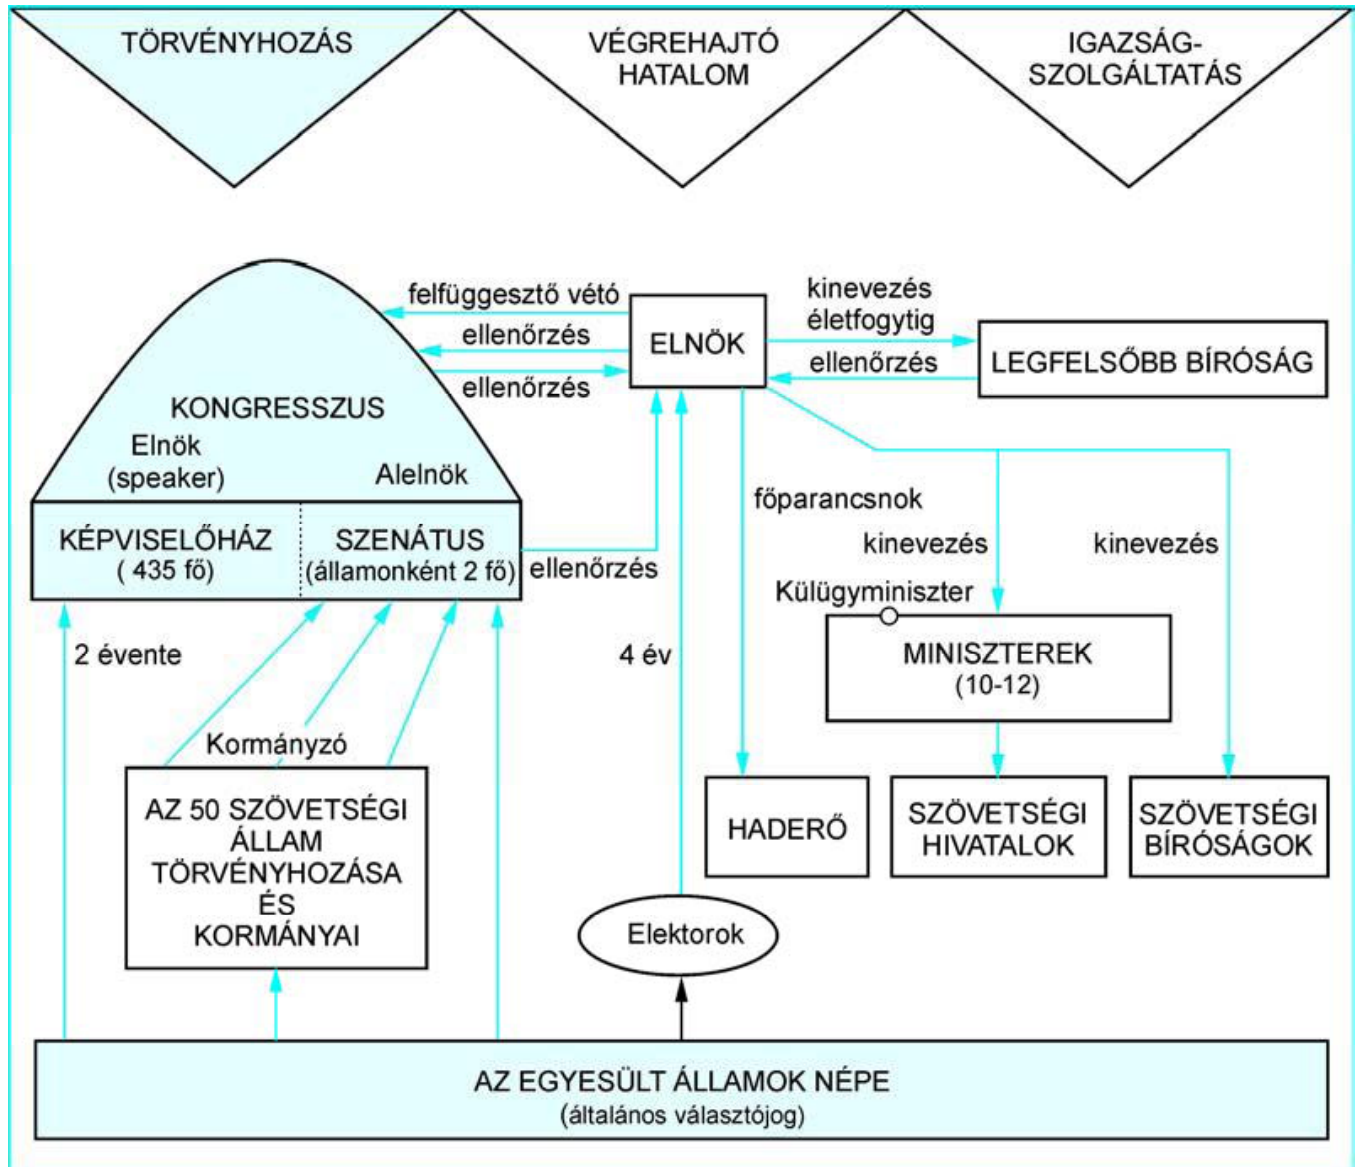 TÖRVÉNYHOZÁS
VÉGREHAJTÓ
HATALOM
IGAZSÁG-
SZOLGÁLTATÁS
felfüggesztő vétó
ellenőrzés
ellenőrzés
ELNÖK
kinevezés
életfogytig
ellenőrzés
LEGFELSŐBB BÍRÓSÁG
KONGRESSZUS
Elnök
(speaker)
Alelnök
KÉPVISELŐHÁZ
( 435 fő)
SZENÁTUS
(államonként 2 fő)
ellenőrzés
főparancsnok
kinevezés
kinevezés
Külügyminiszter
MINISZTEREK
(10-12)
2 évente
4 év
Kormányzó
AZ 50 SZÖVETSÉGI
ÁLLAM
TÖRVÉNYHOZÁSA
ÉS
KORMÁNYAI
HADERŐ
SZÖVETSÉGI
HIVATALOK
SZÖVETSÉGI
BÍRÓSÁGOK
Elektorok
AZ EGYESÜLT ÁLLAMOK NÉPE
(általános választójog)